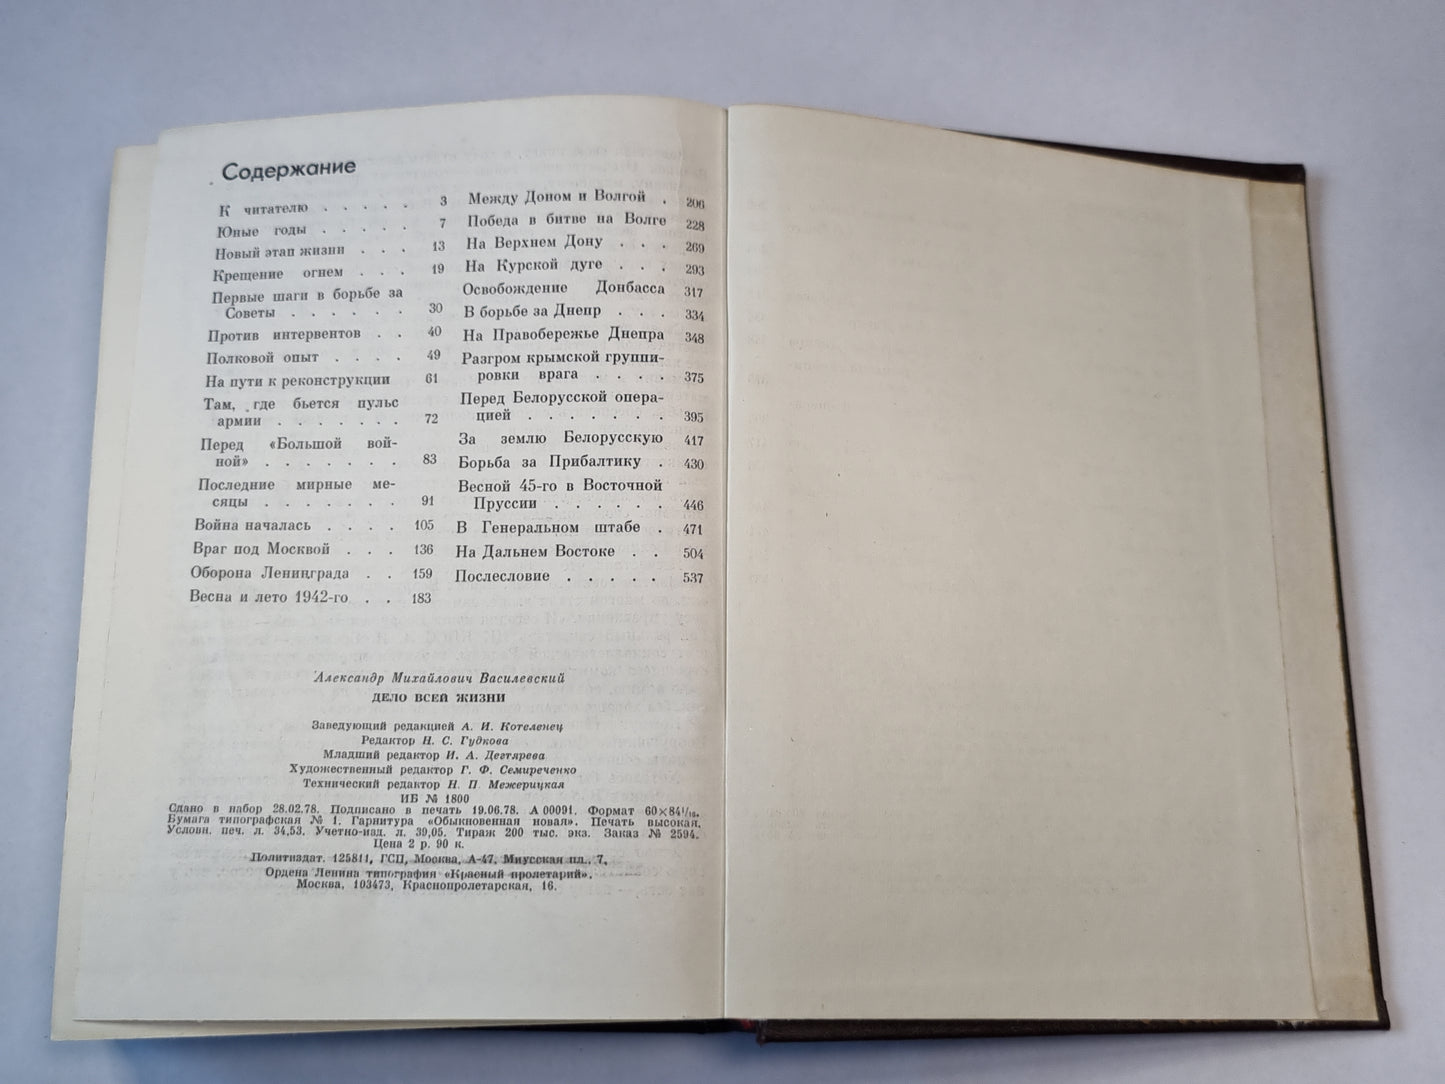 Содержание
К читателю . . . . . 3
Юные годы . . . . . 7
Новый этап жизни . . . 13
Крещение огнем . . . 19
Первые шаги в борьбе за
Советы . . . . . . 30
Против интервентов . . 40
Полковой опыт . . . . 49
На пути к реконструкции 61
Там, где бьется пульс
армии . . . . . . . 72
Перед «Большой вой-
ной» . . . . . . . 83
Последние мирные ме-
сяцы . . . . . . . 91
Война началась . . . . 105
Враг под Москвой . . . 136
Оборона Ленинграда . . 159
Весна и лето 1942-го . . 183
Между Доном и Волгой . 206
Победа в битве на Волге 228
На Верхнем Дону . . . 269
На Курской дуге . . . 293
Освобождение Донбасса 317
В борьбе за Днепр . . . 334
На Правобережье Днепра 348
Разгром крымской группи-
ровки врага . . . . 375
Перед Белорусской опера-
цией . . . . . . . 395
За землю Белорусскую 417
Борьба за Прибалтику . 430
Весной 45-го в Восточной
Пруссии . . . . . . 446
В Генеральном штабе . 471
На Дальнем Востоке . . 504
Послесловие . . . . . 537
Александр Михайлович Василевский
ДЕЛО ВСЕЙ ЖИЗНИ
Заведующий редакцией А. И. Котеленец
Редактор Н. С. Гудкова
Младший редактор И. А. Дегтярева
Художественный редактор Г. Ф. Семиреченко
Технический редактор Н. П. Межерицкая
ИБ № 1800
Сдано в набор 28.02.78. Подписано в печать 19.06.78. А 00091. Формат 60×84¹/₁₆.
Бумага типографская № 1. Гарнитура «Обыкновенная новая». Печать высокая.
Условн. печ. л. 34,53. Учетно-изд. л. 39,05. Тираж 200 тыс. экз. Заказ № 2594.
Цена 2 р. 90 к.
Политиздат. 125811, ГСП, Москва, А-47, Миусская пл., 7.
Ордена Ленина типография «Красный пролетарий».
Москва, 103473, Краснопролетарская, 16.